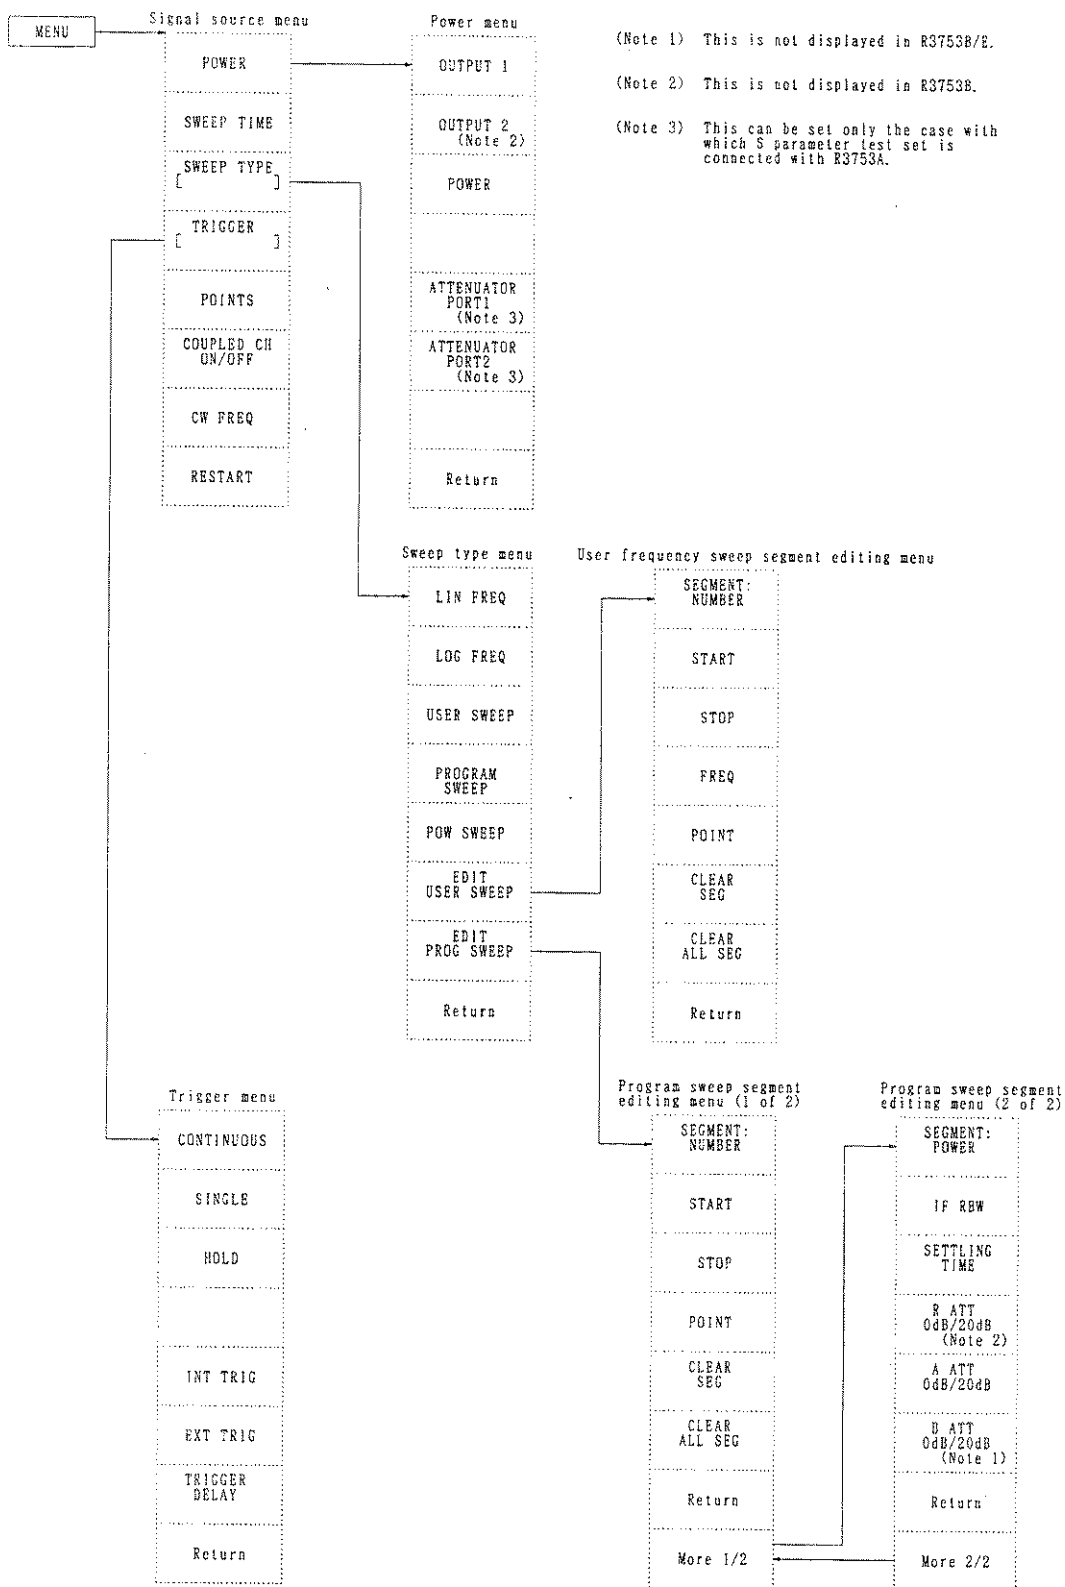 MENU
Signal source menu
POWER
SWEEP TIME
SWEEP TYPE
[ ]
TRIGGER
[ ]
POINTS
COUPLED CH
ON/OFF
CW FREQ
RESTART
Power menu
OUTPUT 1
OUTPUT 2
(Note 2)
POWER
ATTENUATOR
PORT1
(Note 3)
ATTENUATOR
PORT2
(Note 3)
Return
(Note 1) This is not displayed in R3753B/E.
(Note 2) This is not displayed in R3753B.
(Note 3) This can be set only the case with
which S parameter test set is
connected with R3753A.
Sweep type menu
LIN FREQ
LOG FREQ
USER SWEEP
PROGRAM
SWEEP
POW SWEEP
EDIT
USER SWEEP
EDIT
PROG SWEEP
Return
User frequency sweep segment editing menu
SEGMENT:
NUMBER
START
STOP
FREQ
POINT
CLEAR
SEG
CLEAR
ALL SEG
Return
Trigger menu
CONTINUOUS
SINGLE
HOLD
INT TRIG
EXT TRIG
TRIGGER
DELAY
Return
Program sweep segment
editing menu (1 of 2)
SEGMENT:
NUMBER
START
STOP
POINT
CLEAR
SEG
CLEAR
ALL SEG
Return
More 1/2
Program sweep segment
editing menu (2 of 2)
SEGMENT:
POWER
IF RBW
SETTLING
TIME
R ATT
0dB/20dB
(Note 2)
A ATT
0dB/20dB
B ATT
0dB/20dB
(Note 1)
Return
More 2/2